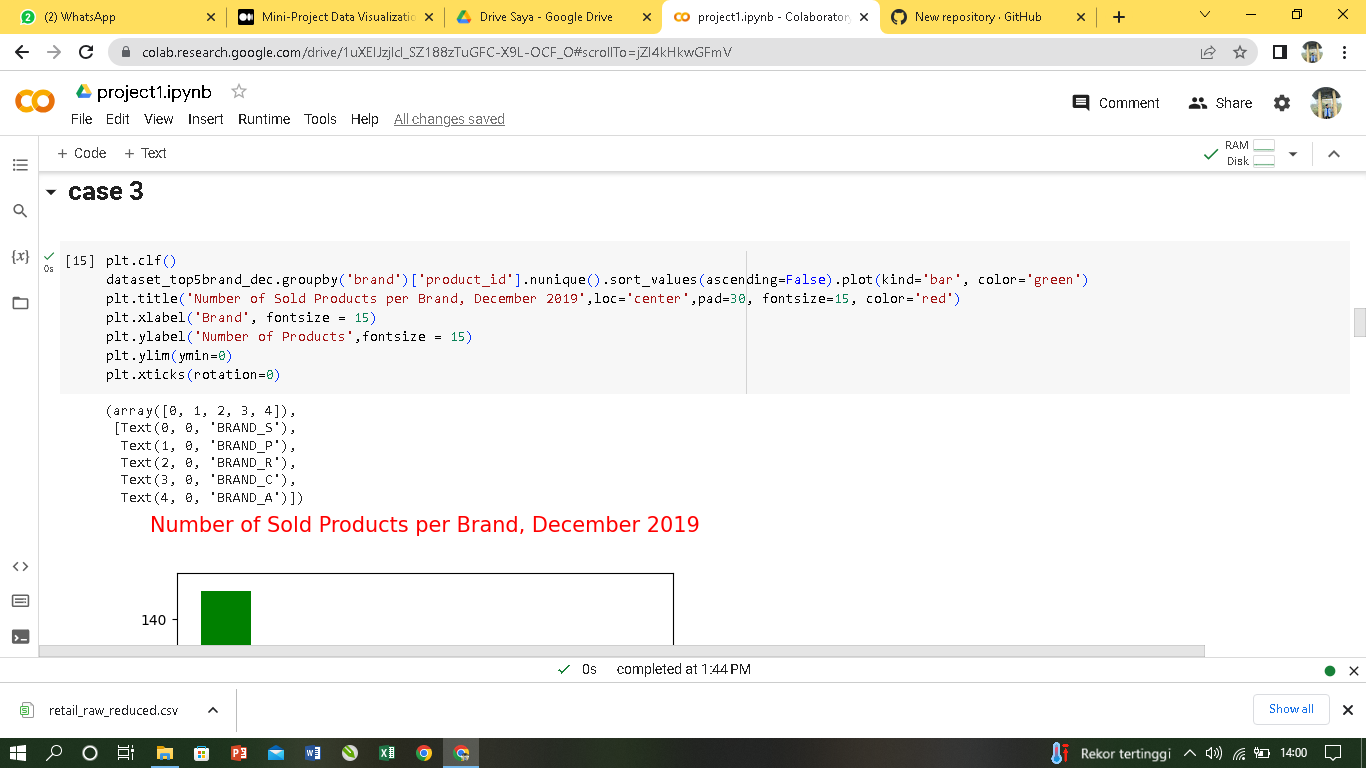 (2) WhatsApp
Mini-Project Data Visualizatio
Drive Saya - Google Drive
project1.ipynb - Colaboratory
New repository · GitHub
colab.research.google.com/drive/1uXEIJzjIcl_SZ188zTuGFC-X9L-OCF_O#scrollTo=jZl4kHkwGFmV
project1.ipynb
File Edit View Insert Runtime Tools Help All changes saved
Comment
Share
+ Code + Text
RAM
Disk
case 3
0s
[15] plt.clf()
dataset_top5brand_dec.groupby('brand')['product_id'].nunique().sort_values(ascending=False).plot(kind='bar', color='green')
plt.title('Number of Sold Products per Brand, December 2019',loc='center',pad=30, fontsize=15, color='red')
plt.xlabel('Brand', fontsize = 15)
plt.ylabel('Number of Products',fontsize = 15)
plt.ylim(ymin=0)
plt.xticks(rotation=0)
(array([0, 1, 2, 3, 4]),
[Text(0, 0, 'BRAND_S'),
Text(1, 0, 'BRAND_P'),
Text(2, 0, 'BRAND_R'),
Text(3, 0, 'BRAND_C'),
Text(4, 0, 'BRAND_A')])
Number of Sold Products per Brand, December 2019
140
0s completed at 1:44 PM
retail_raw_reduced.csv
Show all
Rekor tertinggi
14:00